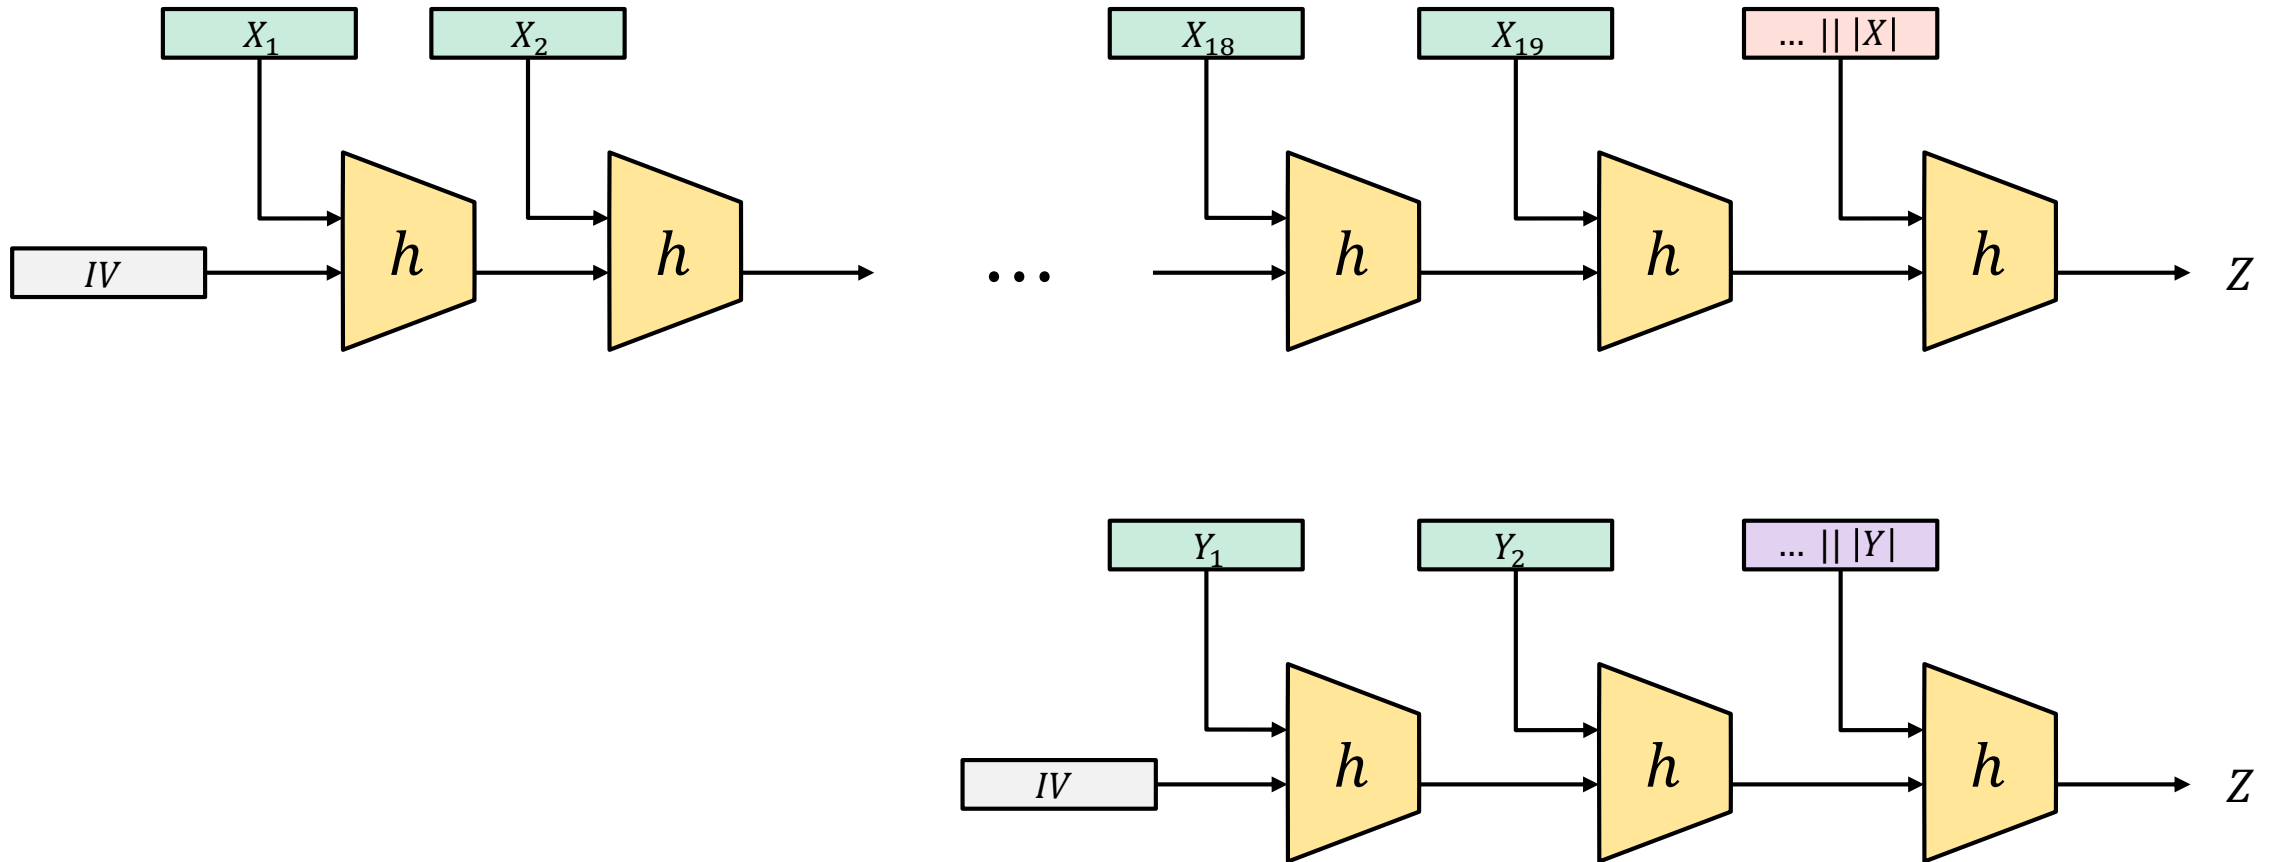 X₁ X₂ X₁₈ X₁₉ ... || |X|
h h ... h h h
IV Z
Y₁ Y₂ ... || |Y|
h h h
IV Z